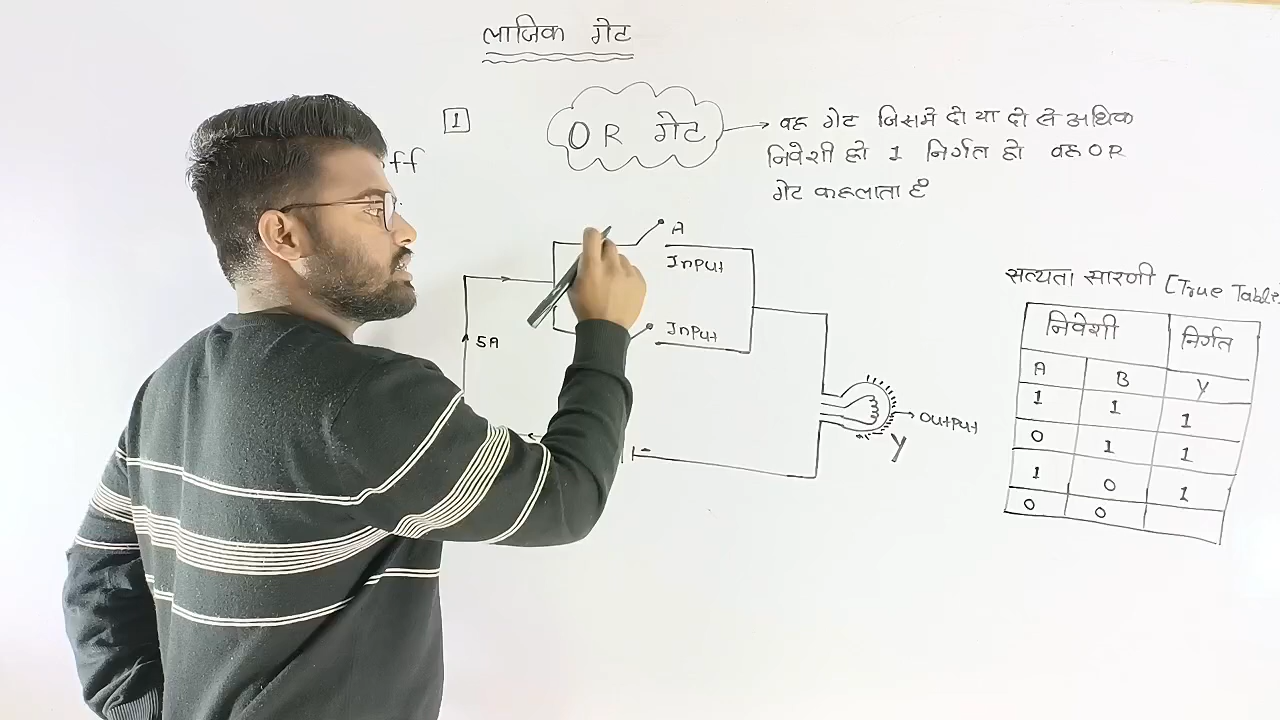 लाजिक गेट
1
OR गेट
वह गेट जिसमें दो या दो से अधिक
निवेशी हो 1 निर्गत हो वह OR
गेट कहलाता है
ff
A
Input
Input
5A
Output
Y
सत्यता सारणी [True Table
निवेशी निर्गत
A B Y
1 1 1
0 1 1
1 0 1
0 0